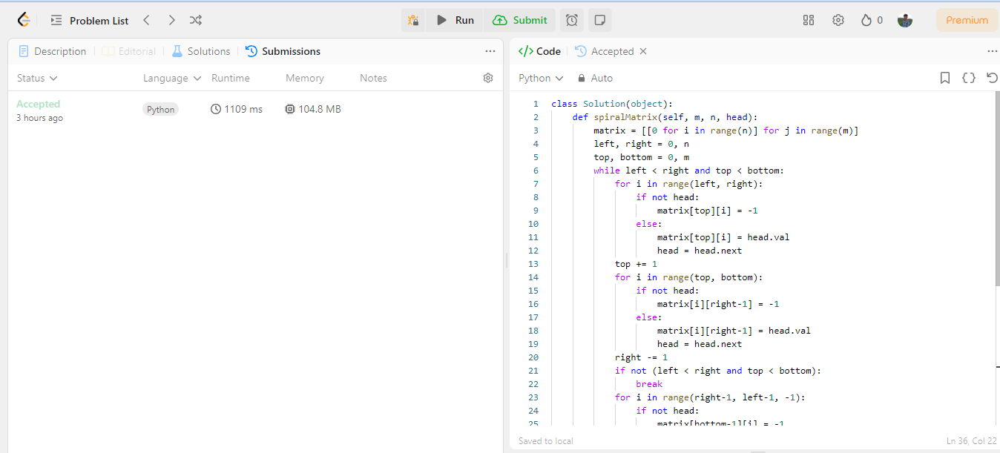 Problem List
Run
Submit
0
Premium
Description
Editorial
Solutions
Submissions
Status
Language
Runtime
Memory
Notes
Accepted
3 hours ago
Python
1109 ms
104.8 MB
</> Code
Accepted
Python
Auto
1 class Solution(object):
2 def spiralMatrix(self, m, n, head):
3 matrix = [[0 for i in range(n)] for j in range(m)]
4 left, right = 0, n
5 top, bottom = 0, m
6 while left < right and top < bottom:
7 for i in range(left, right):
8 if not head:
9 matrix[top][i] = -1
10 else:
11 matrix[top][i] = head.val
12 head = head.next
13 top += 1
14 for i in range(top, bottom):
15 if not head:
16 matrix[i][right-1] = -1
17 else:
18 matrix[i][right-1] = head.val
19 head = head.next
20 right -= 1
21 if not (left < right and top < bottom):
22 break
23 for i in range(right-1, left-1, -1):
24 if not head:
25 matrix[bottom-1][i] = -1
Saved to local
Ln 36, Col 22